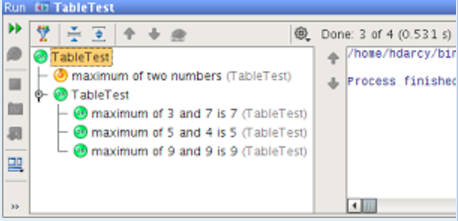 Run TableTest
Done: 3 of 4 (0.531 s)
TableTest
maximum of two numbers (TableTest)
TableTest
maximum of 3 and 7 is 7 (TableTest)
maximum of 5 and 4 is 5 (TableTest)
maximum of 9 and 9 is 9 (TableTest)
/home/hdarcy/bin
Process finished